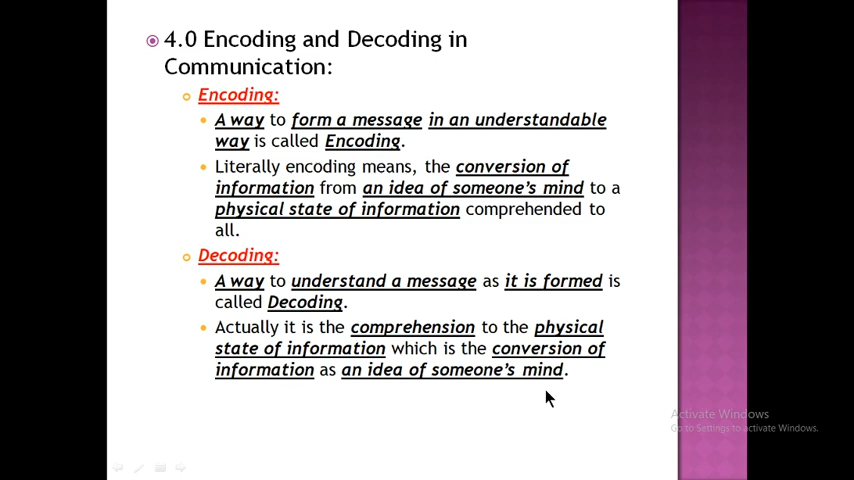 4.0 Encoding and Decoding in
Communication:
Encoding:
A way to form a message in an understandable
way is called Encoding.
Literally encoding means, the conversion of
information from an idea of someone's mind to a
physical state of information comprehended to
all.
Decoding:
A way to understand a message as it is formed is
called Decoding.
Actually it is the comprehension to the physical
state of information which is the conversion of
information as an idea of someone's mind.
Activate Windows
Go to Settings to activate Windows.